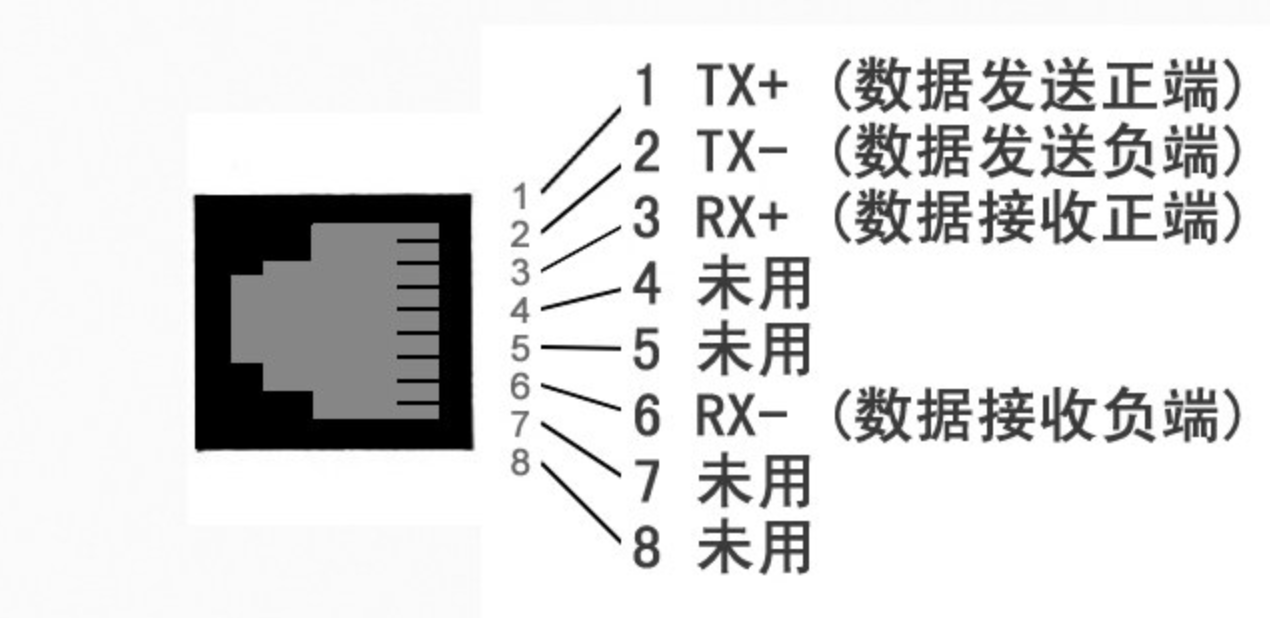 1 TX+ (数据发送正端)
2 TX- (数据发送负端)
3 RX+ (数据接收正端)
4 未用
5 未用
6 RX- (数据接收负端)
7 未用
8 未用
1
2
3
4
5
6
7
8